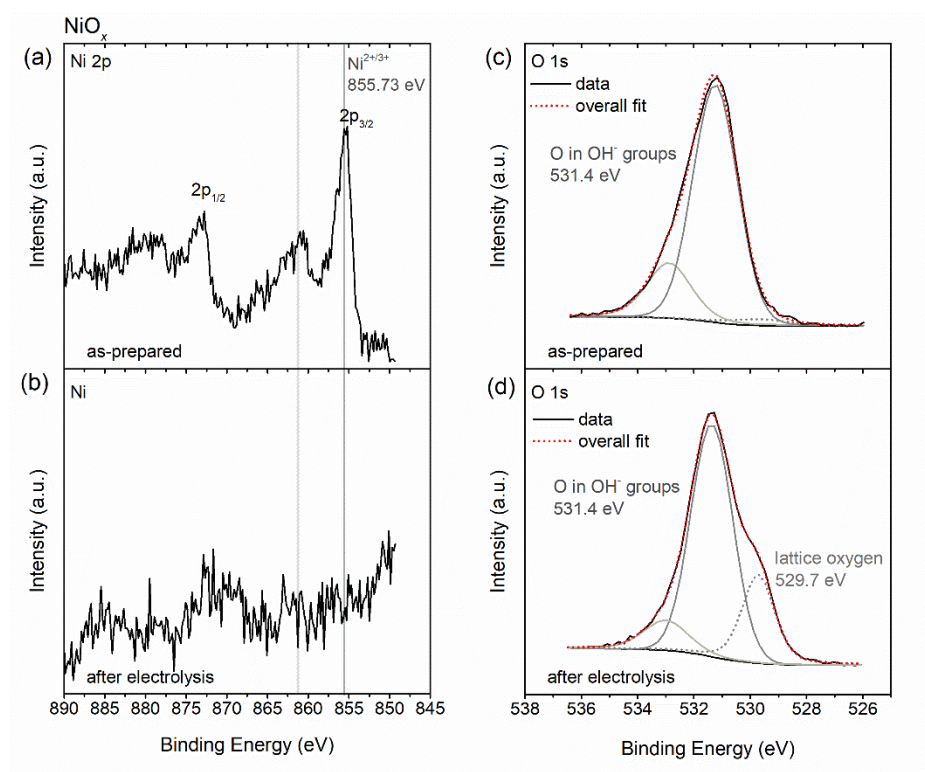 NiOₓ
(a)
Ni 2p
Ni²⁺/³⁺
855.73 eV
2p₃/₂
2p₁/₂
Intensity (a.u.)
as-prepared
(b)
Ni
Intensity (a.u.)
after electrolysis
890 885 880 875 870 865 860 855 850 845
Binding Energy (eV)
(c)
O 1s
data
overall fit
O in OH⁻ groups
531.4 eV
Intensity (a.u.)
as-prepared
(d)
O 1s
data
overall fit
O in OH⁻ groups
531.4 eV
lattice oxygen
529.7 eV
Intensity (a.u.)
after electrolysis
538 536 534 532 530 528 526
Binding Energy (eV)